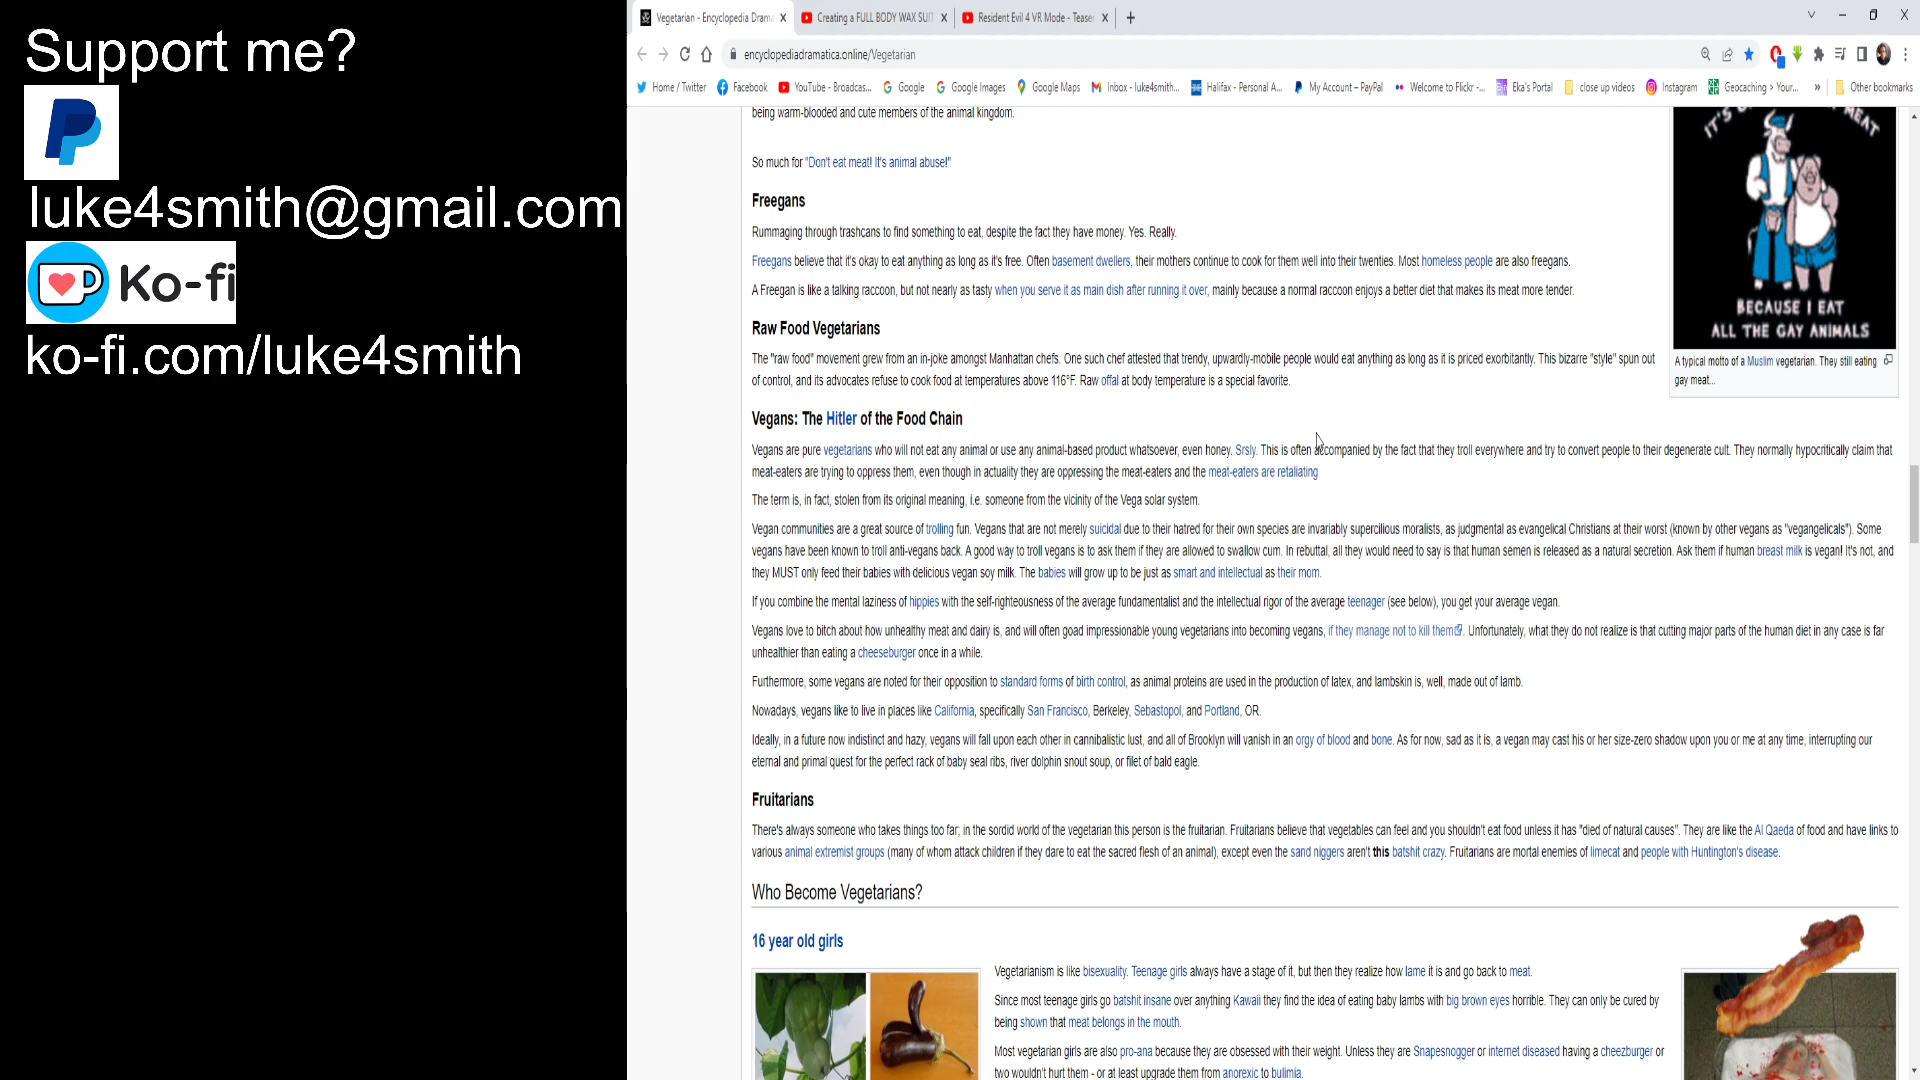 Support me?
luke4smith@gmail.com
Ko-fi
ko-fi.com/luke4smith
Vegetarian - Encyclopedia Drama
Creating a FULL BODY WAX SUIT
Resident Evil 4 VR Mode - Teaser
encyclopediadramatica.online/Vegetarian
Home / Twitter
Facebook
YouTube - Broadcas...
Google
Google Images
Google Maps
Inbox - luke4smith...
Halifax - Personal A...
My Account – PayPal
Welcome to Flickr -...
Eka's Portal
close up videos
Instagram
Geocaching > Your...
»
Other bookmarks
being warm-blooded and cute members of the animal kingdom.
So much for "Don't eat meat! It's animal abuse!"
Freegans
Rummaging through trashcans to find something to eat, despite the fact they have money. Yes. Really.
Freegans believe that it's okay to eat anything as long as it's free. Often basement dwellers, their mothers continue to cook for them well into their twenties. Most homeless people are also freegans.
A Freegan is like a talking raccoon, but not nearly as tasty when you serve it as main dish after running it over, mainly because a normal raccoon enjoys a better diet that makes its meat more tender.
Raw Food Vegetarians
The "raw food" movement grew from an in-joke amongst Manhattan chefs. One such chef attested that trendy, upwardly-mobile people would eat anything as long as it is priced exorbitantly. This bizarre "style" spun out
of control, and its advocates refuse to cook food at temperatures above 116°F. Raw offal at body temperature is a special favorite.
IT'S
MEAT
BECAUSE I EAT
ALL THE GAY ANIMALS
A typical motto of a Muslim vegetarian. They still eating
gay meat...
Vegans: The Hitler of the Food Chain
Vegans are pure vegetarians who will not eat any animal or use any animal-based product whatsoever, even honey. Srsly. This is often accompanied by the fact that they troll everywhere and try to convert people to their degenerate cult. They normally hypocritically claim that
meat-eaters are trying to oppress them, even though in actuality they are oppressing the meat-eaters and the meat-eaters are retaliating
The term is, in fact, stolen from its original meaning, i.e. someone from the vicinity of the Vega solar system.
Vegan communities are a great source of trolling fun. Vegans that are not merely suicidal due to their hatred for their own species are invariably supercilious moralists, as judgmental as evangelical Christians at their worst (known by other vegans as "vegangelicals"). Some
vegans have been known to troll anti-vegans back. A good way to troll vegans is to ask them if they are allowed to swallow cum. In rebuttal, all they would need to say is that human semen is released as a natural secretion. Ask them if human breast milk is vegan! It's not, and
they MUST only feed their babies with delicious vegan soy milk. The babies will grow up to be just as smart and intellectual as their mom.
If you combine the mental laziness of hippies with the self-righteousness of the average fundamentalist and the intellectual rigor of the average teenager (see below), you get your average vegan.
Vegans love to bitch about how unhealthy meat and dairy is, and will often goad impressionable young vegetarians into becoming vegans, if they manage not to kill them. Unfortunately, what they do not realize is that cutting major parts of the human diet in any case is far
unhealthier than eating a cheeseburger once in a while.
Furthermore, some vegans are noted for their opposition to standard forms of birth control, as animal proteins are used in the production of latex, and lambskin is, well, made out of lamb.
Nowadays, vegans like to live in places like California, specifically San Francisco, Berkeley, Sebastopol, and Portland, OR.
Ideally, in a future now indistinct and hazy, vegans will fall upon each other in cannibalistic lust, and all of Brooklyn will vanish in an orgy of blood and bone. As for now, sad as it is, a vegan may cast his or her size-zero shadow upon you or me at any time, interrupting our
eternal and primal quest for the perfect rack of baby seal ribs, river dolphin snout soup, or filet of bald eagle.
Fruitarians
There's always someone who takes things too far; in the sordid world of the vegetarian this person is the fruitarian. Fruitarians believe that vegetables can feel and you shouldn't eat food unless it has "died of natural causes". They are like the Al Qaeda of food and have links to
various animal extremist groups (many of whom attack children if they dare to eat the sacred flesh of an animal), except even the sand niggers aren't this batshit crazy. Fruitarians are mortal enemies of limecat and people with Huntington's disease.
Who Become Vegetarians?
16 year old girls
Vegetarianism is like bisexuality. Teenage girls always have a stage of it, but then they realize how lame it is and go back to meat.
Since most teenage girls go batshit insane over anything Kawaii they find the idea of eating baby lambs with big brown eyes horrible. They can only be cured by
being shown that meat belongs in the mouth.
Most vegetarian girls are also pro-ana because they are obsessed with their weight. Unless they are Snapesnogger or internet diseased having a cheezburger or
two wouldn't hurt them - or at least upgrade them from anorexic to bulimia.